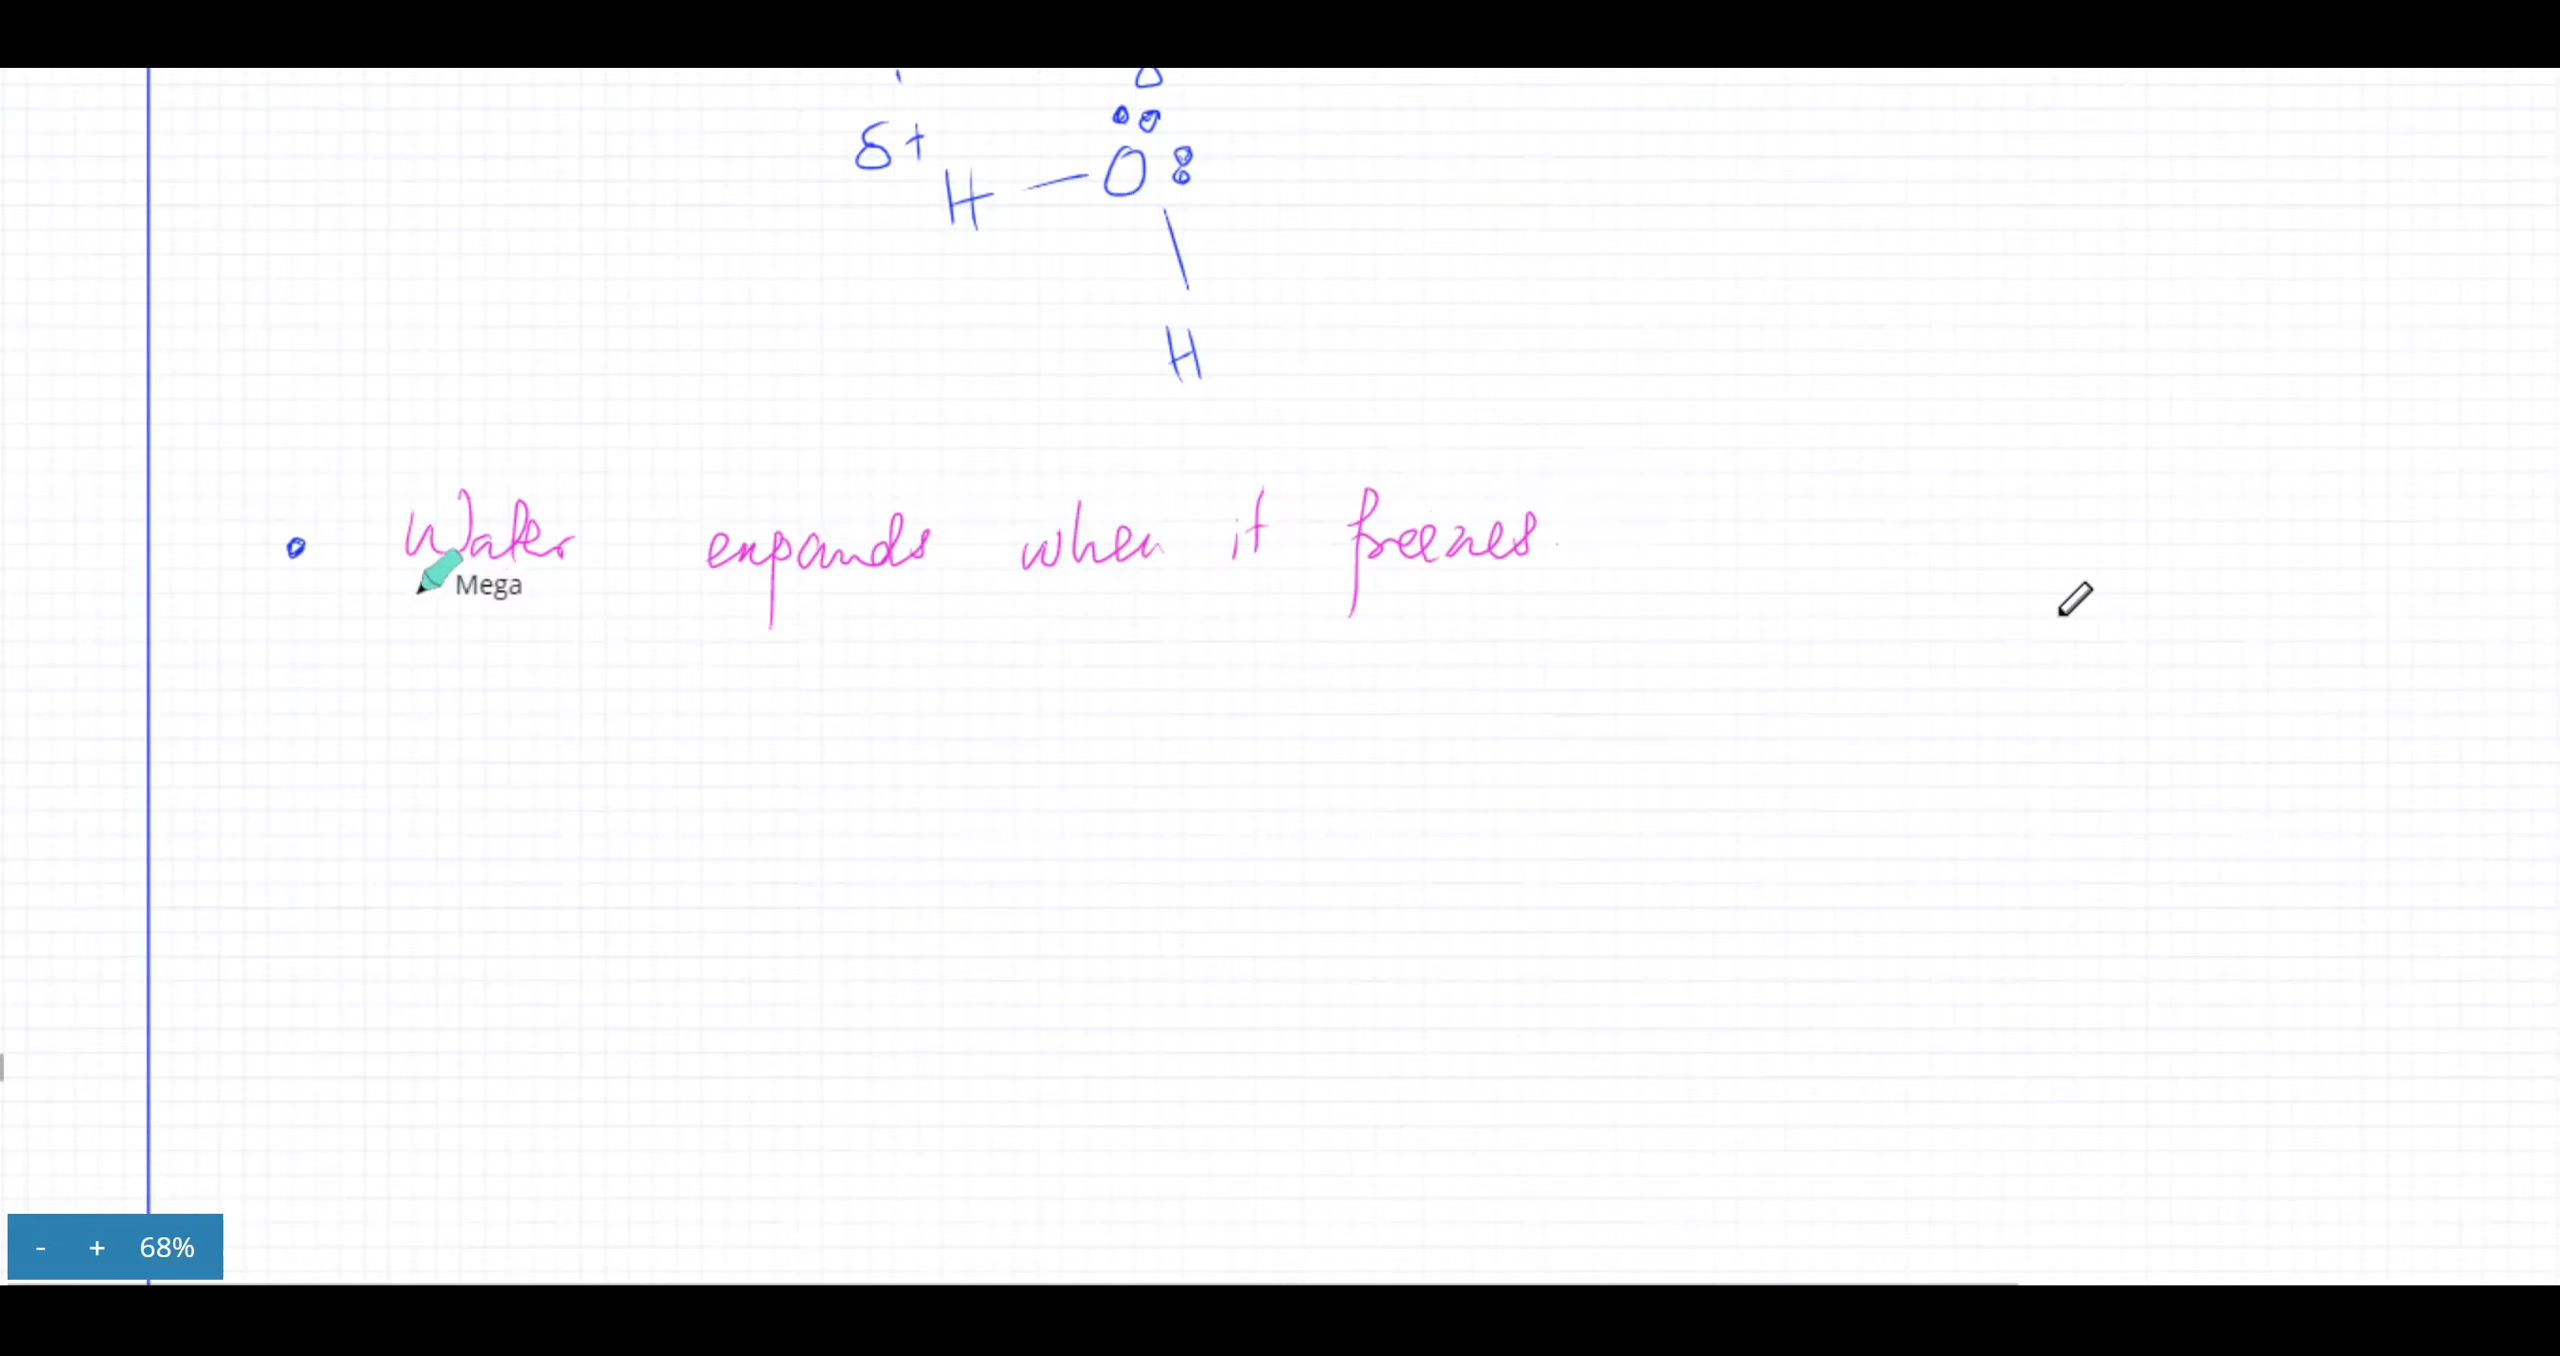 δ+
H — O
H
• Water expands when it freezes.
Mega
- + 68%